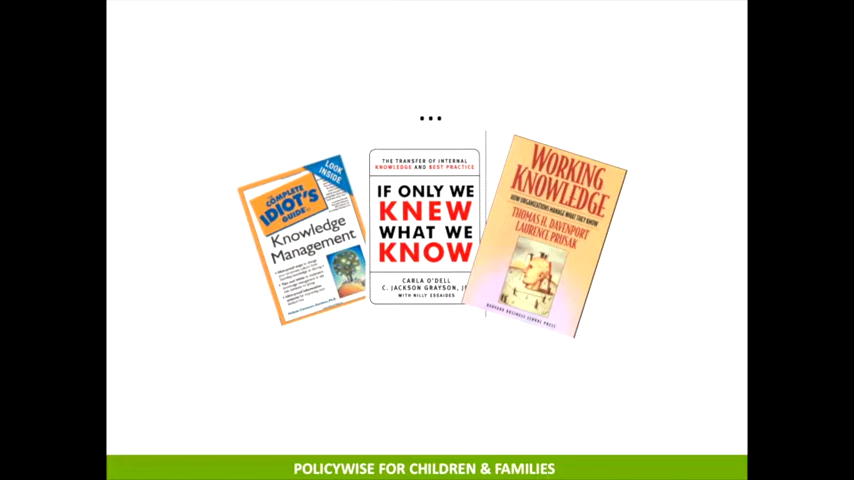 ...
LOOK
INSIDE
THE
COMPLETE
IDIOT'S
GUIDE
Knowledge
Management
THE TRANSFER OF INTERNAL
KNOWLEDGE AND BEST PRACTICE
IF ONLY WE
KNEW
WHAT WE
KNOW
CARLA O'DELL
C. JACKSON GRAYSON, JR
WITH NILLY ESSAIDES
WORKING
KNOWLEDGE
HOW ORGANIZATIONS MANAGE WHAT THEY KNOW
THOMAS H. DAVENPORT
LAURENCE PRUSAK
HARVARD BUSINESS SCHOOL PRESS
POLICYWISE FOR CHILDREN & FAMILIES